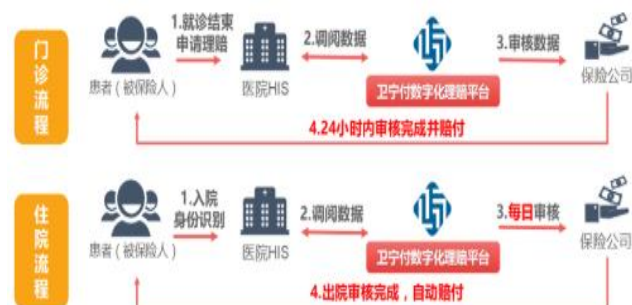 门诊流程
1.就诊结束
申请理赔
2.调阅数据
3.审核数据
患者（被保险人）
医院HIS
卫宁付数字化理赔平台
保险公司
4.24小时内审核完成并赔付
住院流程
1.入院
身份识别
2.调阅数据
3.每日审核
患者（被保险人）
医院HIS
卫宁付数字化理赔平台
保险公司
4.出院审核完成，自动赔付